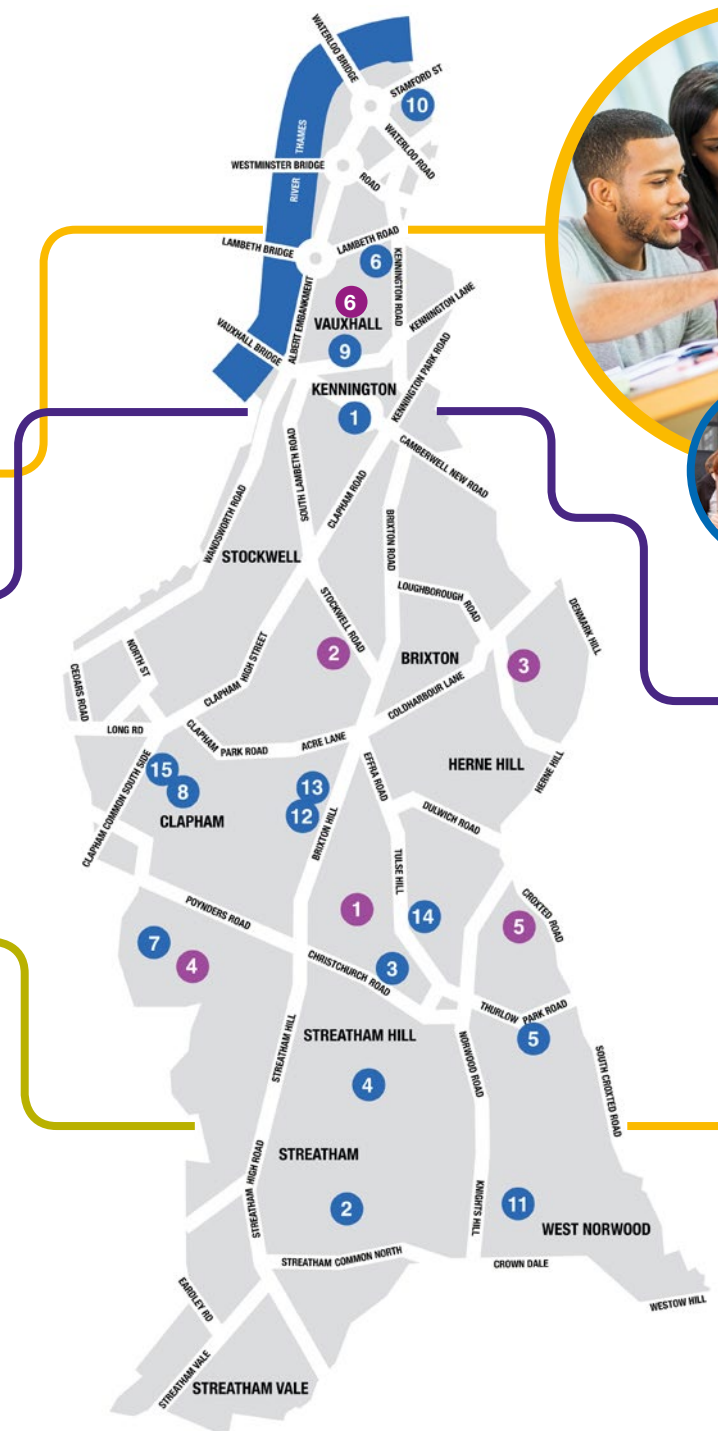 WATERLOO BRIDGE
STAMFORD ST
10
RIVER THAMES
WATERLOO ROAD
WESTMINSTER BRIDGE
ROAD
LAMBETH BRIDGE
LAMBETH ROAD
6
KENNINGTON ROAD
ALBERT EMBANKMENT
6
VAUXHALL
KENNINGTON LANE
VAUXHALL BRIDGE
9
KENNINGTON PARK ROAD
KENNINGTON
1
CAMBERWELL NEW ROAD
SOUTH LAMBETH ROAD
CLAPHAM ROAD
WANDSWORTH ROAD
BRIXTON ROAD
STOCKWELL
LOUGHBOROUGH ROAD
STOCKWELL ROAD
DENMARK HILL
NORTH ST
2
BRIXTON
3
CEDARS ROAD
CLAPHAM HIGH STREET
COLDHARBOUR LANE
LONG RD
CLAPHAM PARK ROAD
ACRE LANE
EFFRA ROAD
HERNE HILL
HERNE HILL
CLAPHAM COMMON SOUTH SIDE
15
8
13
12
CLAPHAM
BRIXTON HILL
DULWICH ROAD
TULSE HILL
POYNDERS ROAD
1
14
CROXTED ROAD
5
7
4
CHRISTCHURCH ROAD
3
THURLOW PARK ROAD
5
STREATHAM HILL
STREATHAM HILL
NORWOOD ROAD
SOUTH CROXTED ROAD
4
STREATHAM
STREATHAM HIGH ROAD
2
KNIGHTS HILL
11
WEST NORWOOD
STREATHAM COMMON NORTH
CROWN DALE
EARDLEY RD
WESTOW HILL
STREATHAM VALE
STREATHAM VALE